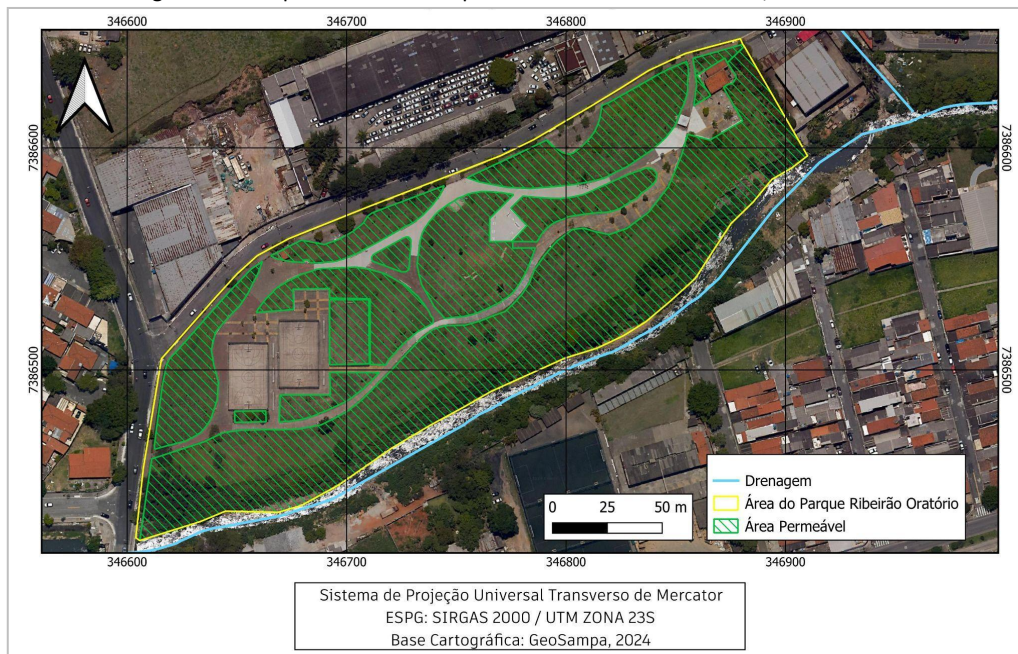 346600 346700 346800 346900
7386600 7386600
7386500 7386500
Drenagem
Área do Parque Ribeirão Oratório
Área Permeável
0 25 50 m
346600 346700 346800 346900
Sistema de Projeção Universal Transverso de Mercator
ESPG: SIRGAS 2000 / UTM ZONA 23S
Base Cartográfica: GeoSampa, 2024